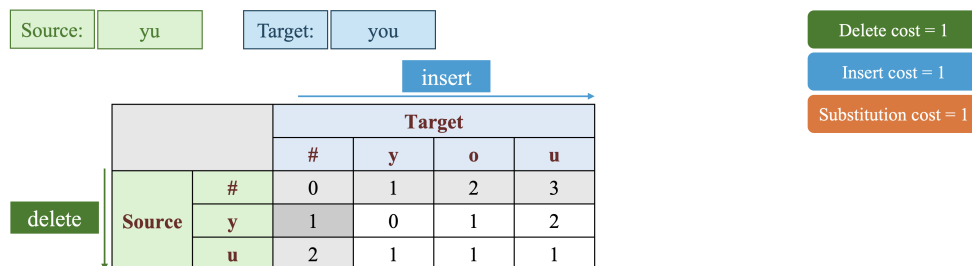 Source: yu Target: you Delete cost = 1
Insert cost = 1
insert
Substitution cost = 1
Target
# y o u
# 0 1 2 3
delete Source y 1 0 1 2
u 2 1 1 1